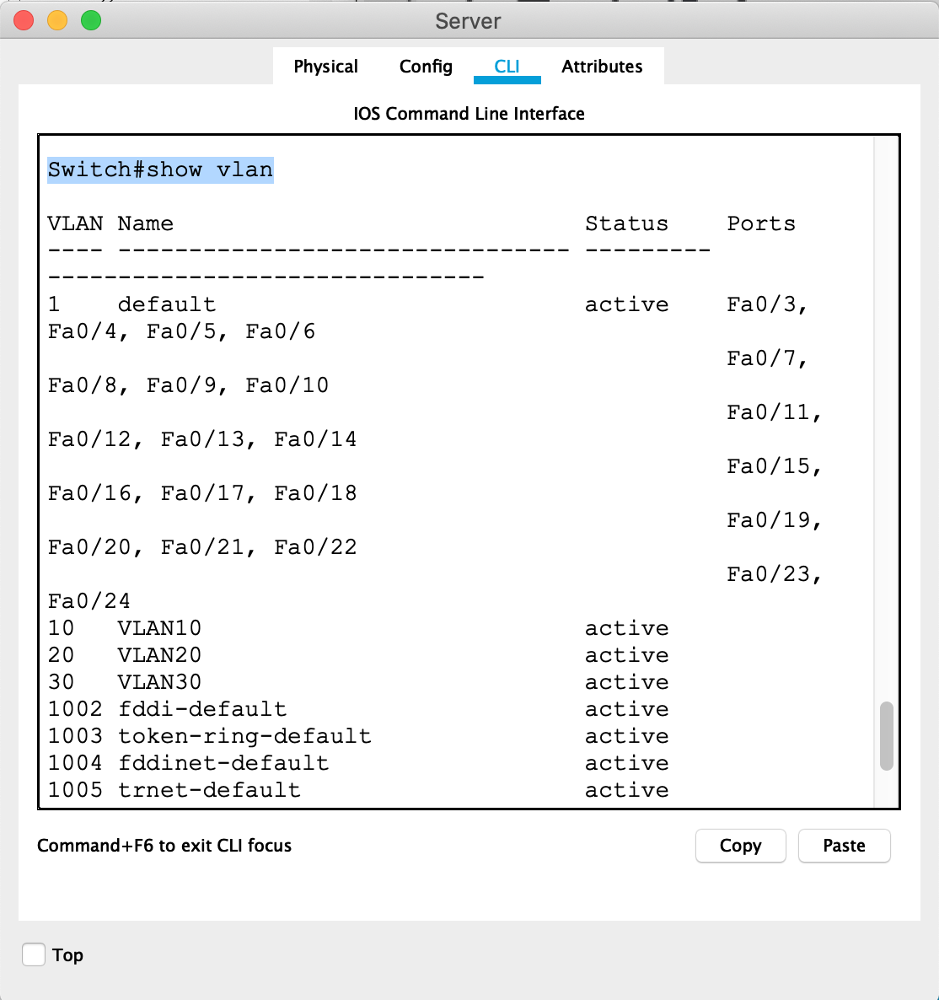 Server
Physical Config CLI Attributes
IOS Command Line Interface
Switch#show vlan
VLAN Name Status Ports
---- -------------------------------- ---------
-------------------------------
1 default active Fa0/3,
Fa0/4, Fa0/5, Fa0/6
Fa0/7,
Fa0/8, Fa0/9, Fa0/10
Fa0/11,
Fa0/12, Fa0/13, Fa0/14
Fa0/15,
Fa0/16, Fa0/17, Fa0/18
Fa0/19,
Fa0/20, Fa0/21, Fa0/22
Fa0/23,
Fa0/24
10 VLAN10 active
20 VLAN20 active
30 VLAN30 active
1002 fddi-default active
1003 token-ring-default active
1004 fddinet-default active
1005 trnet-default active
Command+F6 to exit CLI focus
Copy Paste
Top